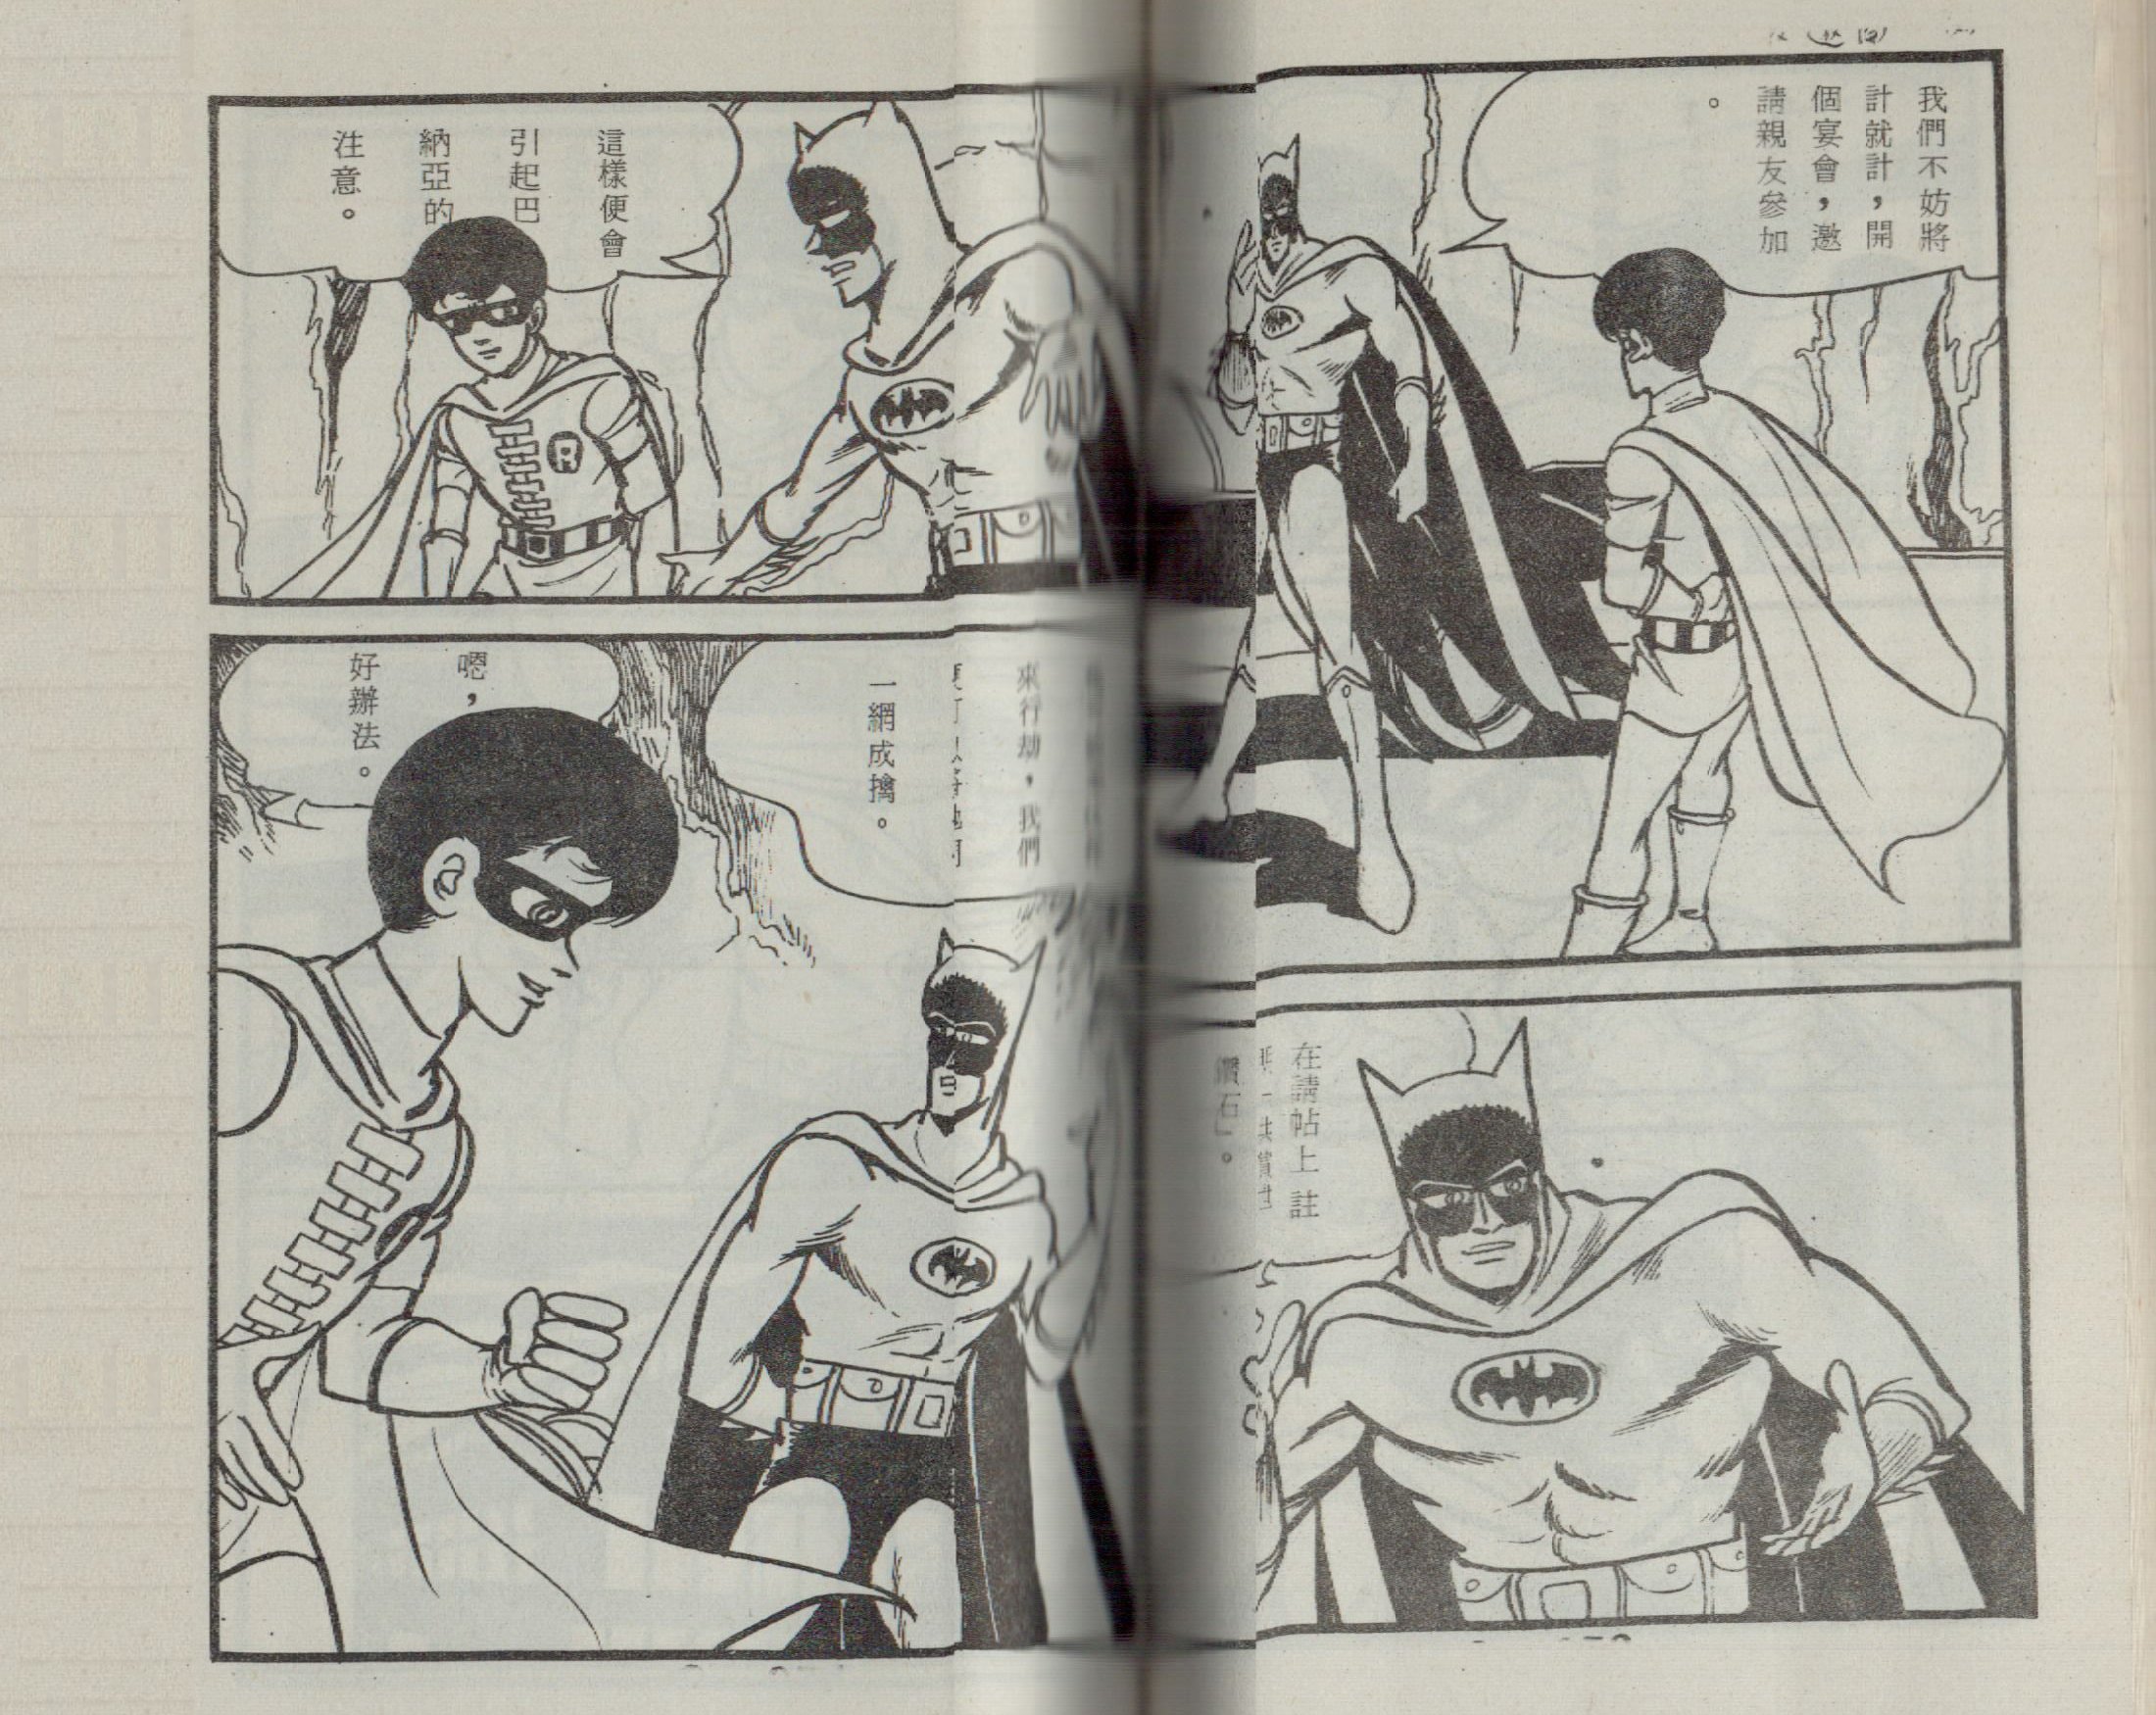 我們不妨將
計就計，開
個宴會，邀
請親友參加
。
在請帖上註
石」。
這樣便會
引起巴
納亞的
注意。
R
來行劫，我們
一網成擒。
嗯，
好辦法。